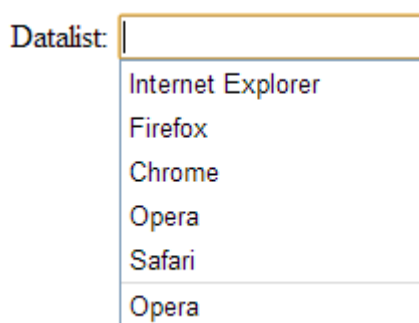 Datalist:
Internet Explorer
Firefox
Chrome
Opera
Safari
Opera